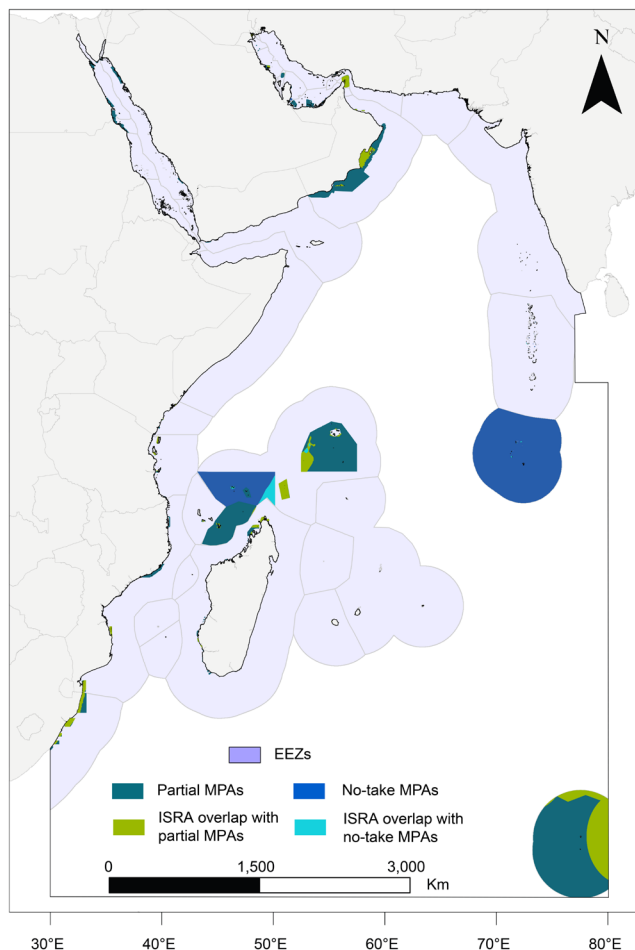 N
EEZs
Partial MPAs
No-take MPAs
ISRA overlap with
partial MPAs
ISRA overlap with
no-take MPAs
0
1,500
3,000
Km
30°E
40°E
50°E
60°E
70°E
80°E